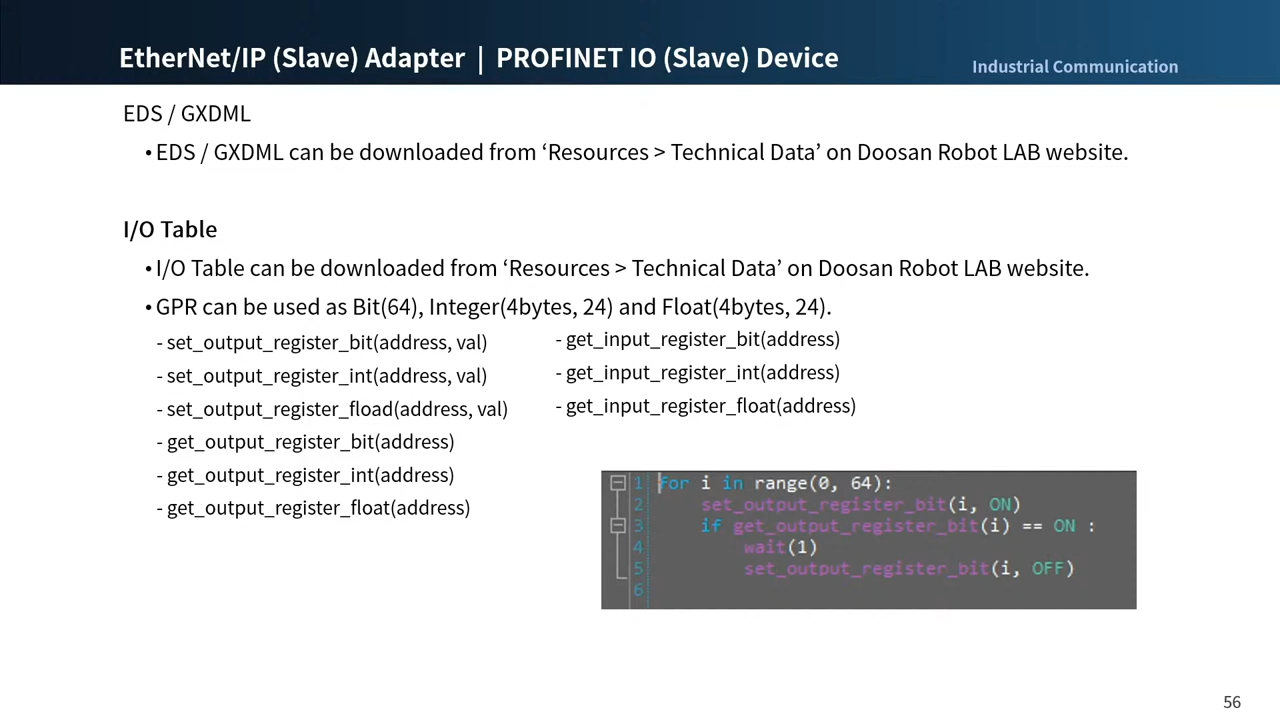 EtherNet/IP (Slave) Adapter | PROFINET IO (Slave) Device
Industrial Communication
EDS / GXDML
•EDS / GXDML can be downloaded from ‘Resources > Technical Data’ on Doosan Robot LAB website.
I/O Table
•I/O Table can be downloaded from ‘Resources > Technical Data’ on Doosan Robot LAB website.
•GPR can be used as Bit(64), Integer(4bytes, 24) and Float(4bytes, 24).
- set_output_register_bit(address, val)
- set_output_register_int(address, val)
- set_output_register_fload(address, val)
- get_output_register_bit(address)
- get_output_register_int(address)
- get_output_register_float(address)
- get_input_register_bit(address)
- get_input_register_int(address)
- get_input_register_float(address)
1 for i in range(0, 64):
2 set_output_register_bit(i, ON)
3 if get_output_register_bit(i) == ON :
4 wait(1)
5 set_output_register_bit(i, OFF)
6
56